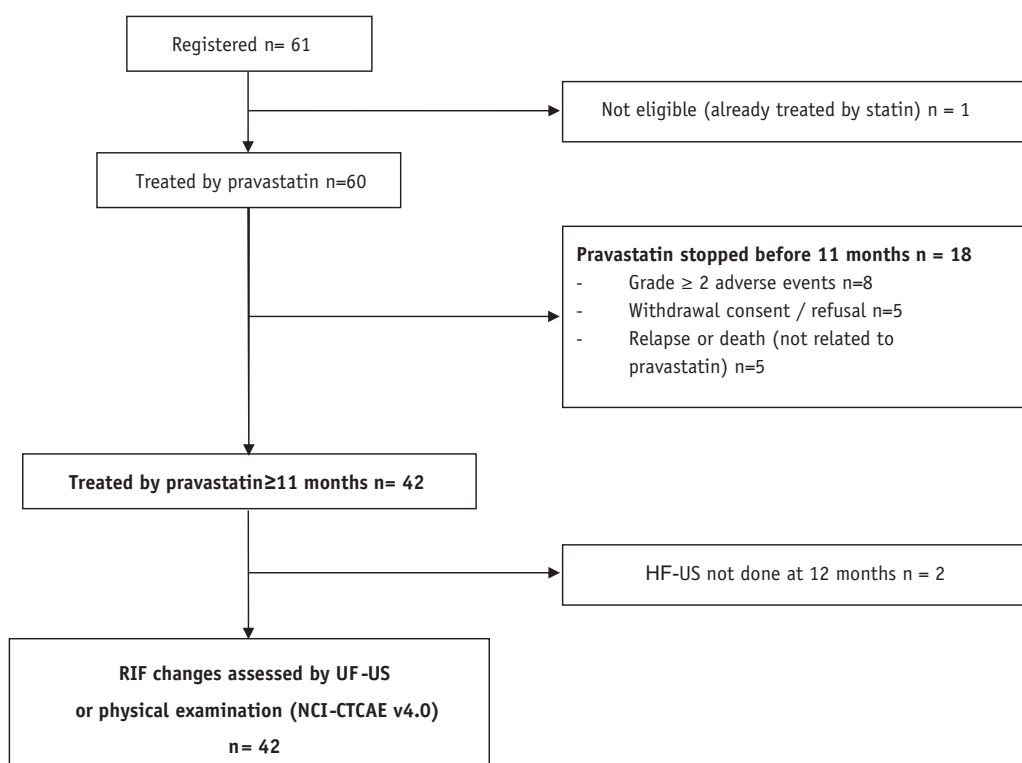 Registered n= 61
Not eligible (already treated by statin) n = 1
Treated by pravastatin n=60
Pravastatin stopped before 11 months n = 18
- Grade ≥ 2 adverse events n=8
- Withdrawal consent / refusal n=5
- Relapse or death (not related to
pravastatin) n=5
Treated by pravastatin≥11 months n= 42
HF-US not done at 12 months n = 2
RIF changes assessed by UF-US
or physical examination (NCI-CTCAE v4.0)
n= 42